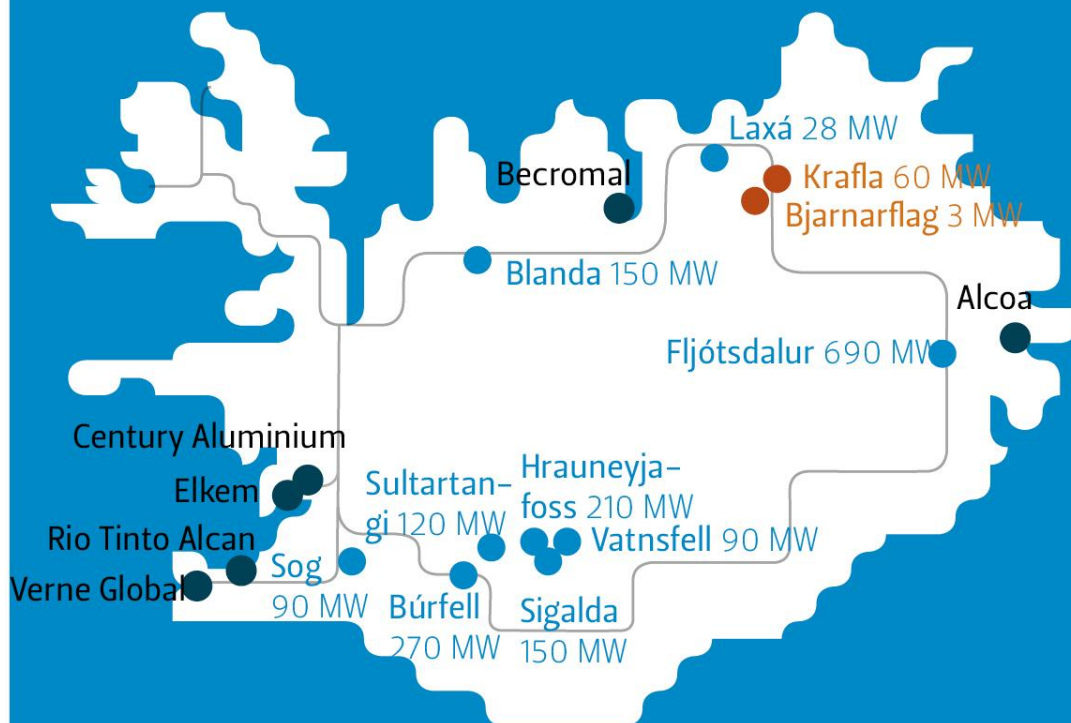 Laxá 28 MW
Becromal
Krafla 60 MW
Bjarnarflag 3 MW
Blanda 150 MW
Alcoa
Fljótsdalur 690 MW
Century Aluminium
Elkem
Sultartan-
gi 120 MW
Hrauneyja-
foss 210 MW
Vatnsfell 90 MW
Rio Tinto Alcan
Verne Global
Sog
90 MW
Búrfell
270 MW
Sigalda
150 MW